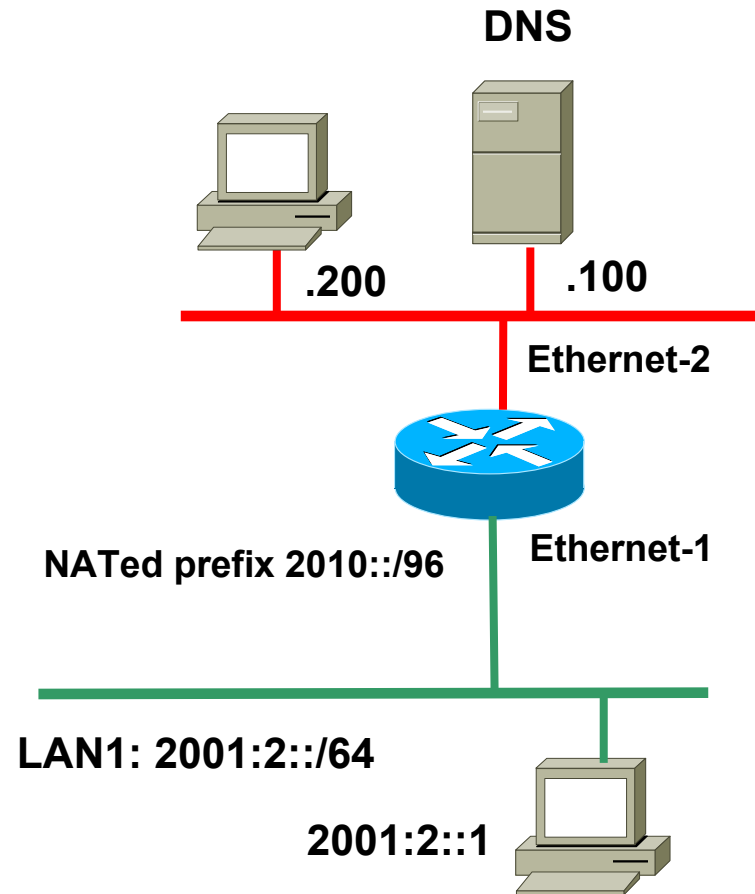 DNS
.200
.100
Ethernet-2
Ethernet-1
NATed prefix 2010::/96
LAN1: 2001:2::/64
2001:2::1